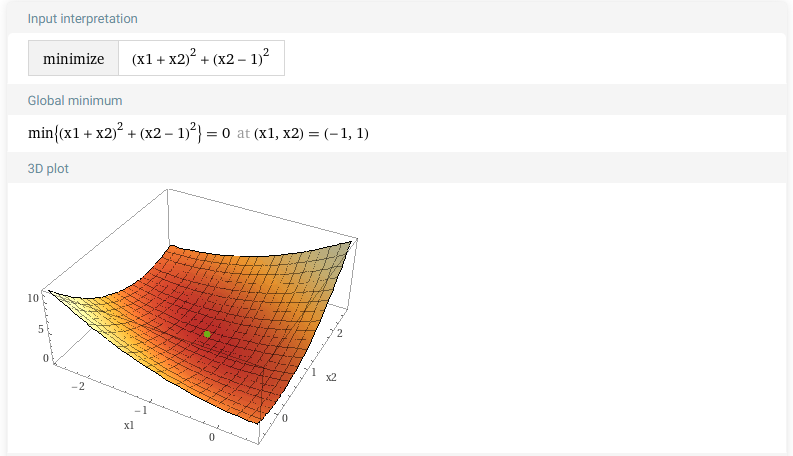 Input interpretation
minimize (x1 + x2)² + (x2 – 1)²
Global minimum
min{(x1 + x2)² + (x2 – 1)²} = 0 at (x1, x2) = (–1, 1)
3D plot
10
5
0
–2
–1
0
x1
0
1
2
x2